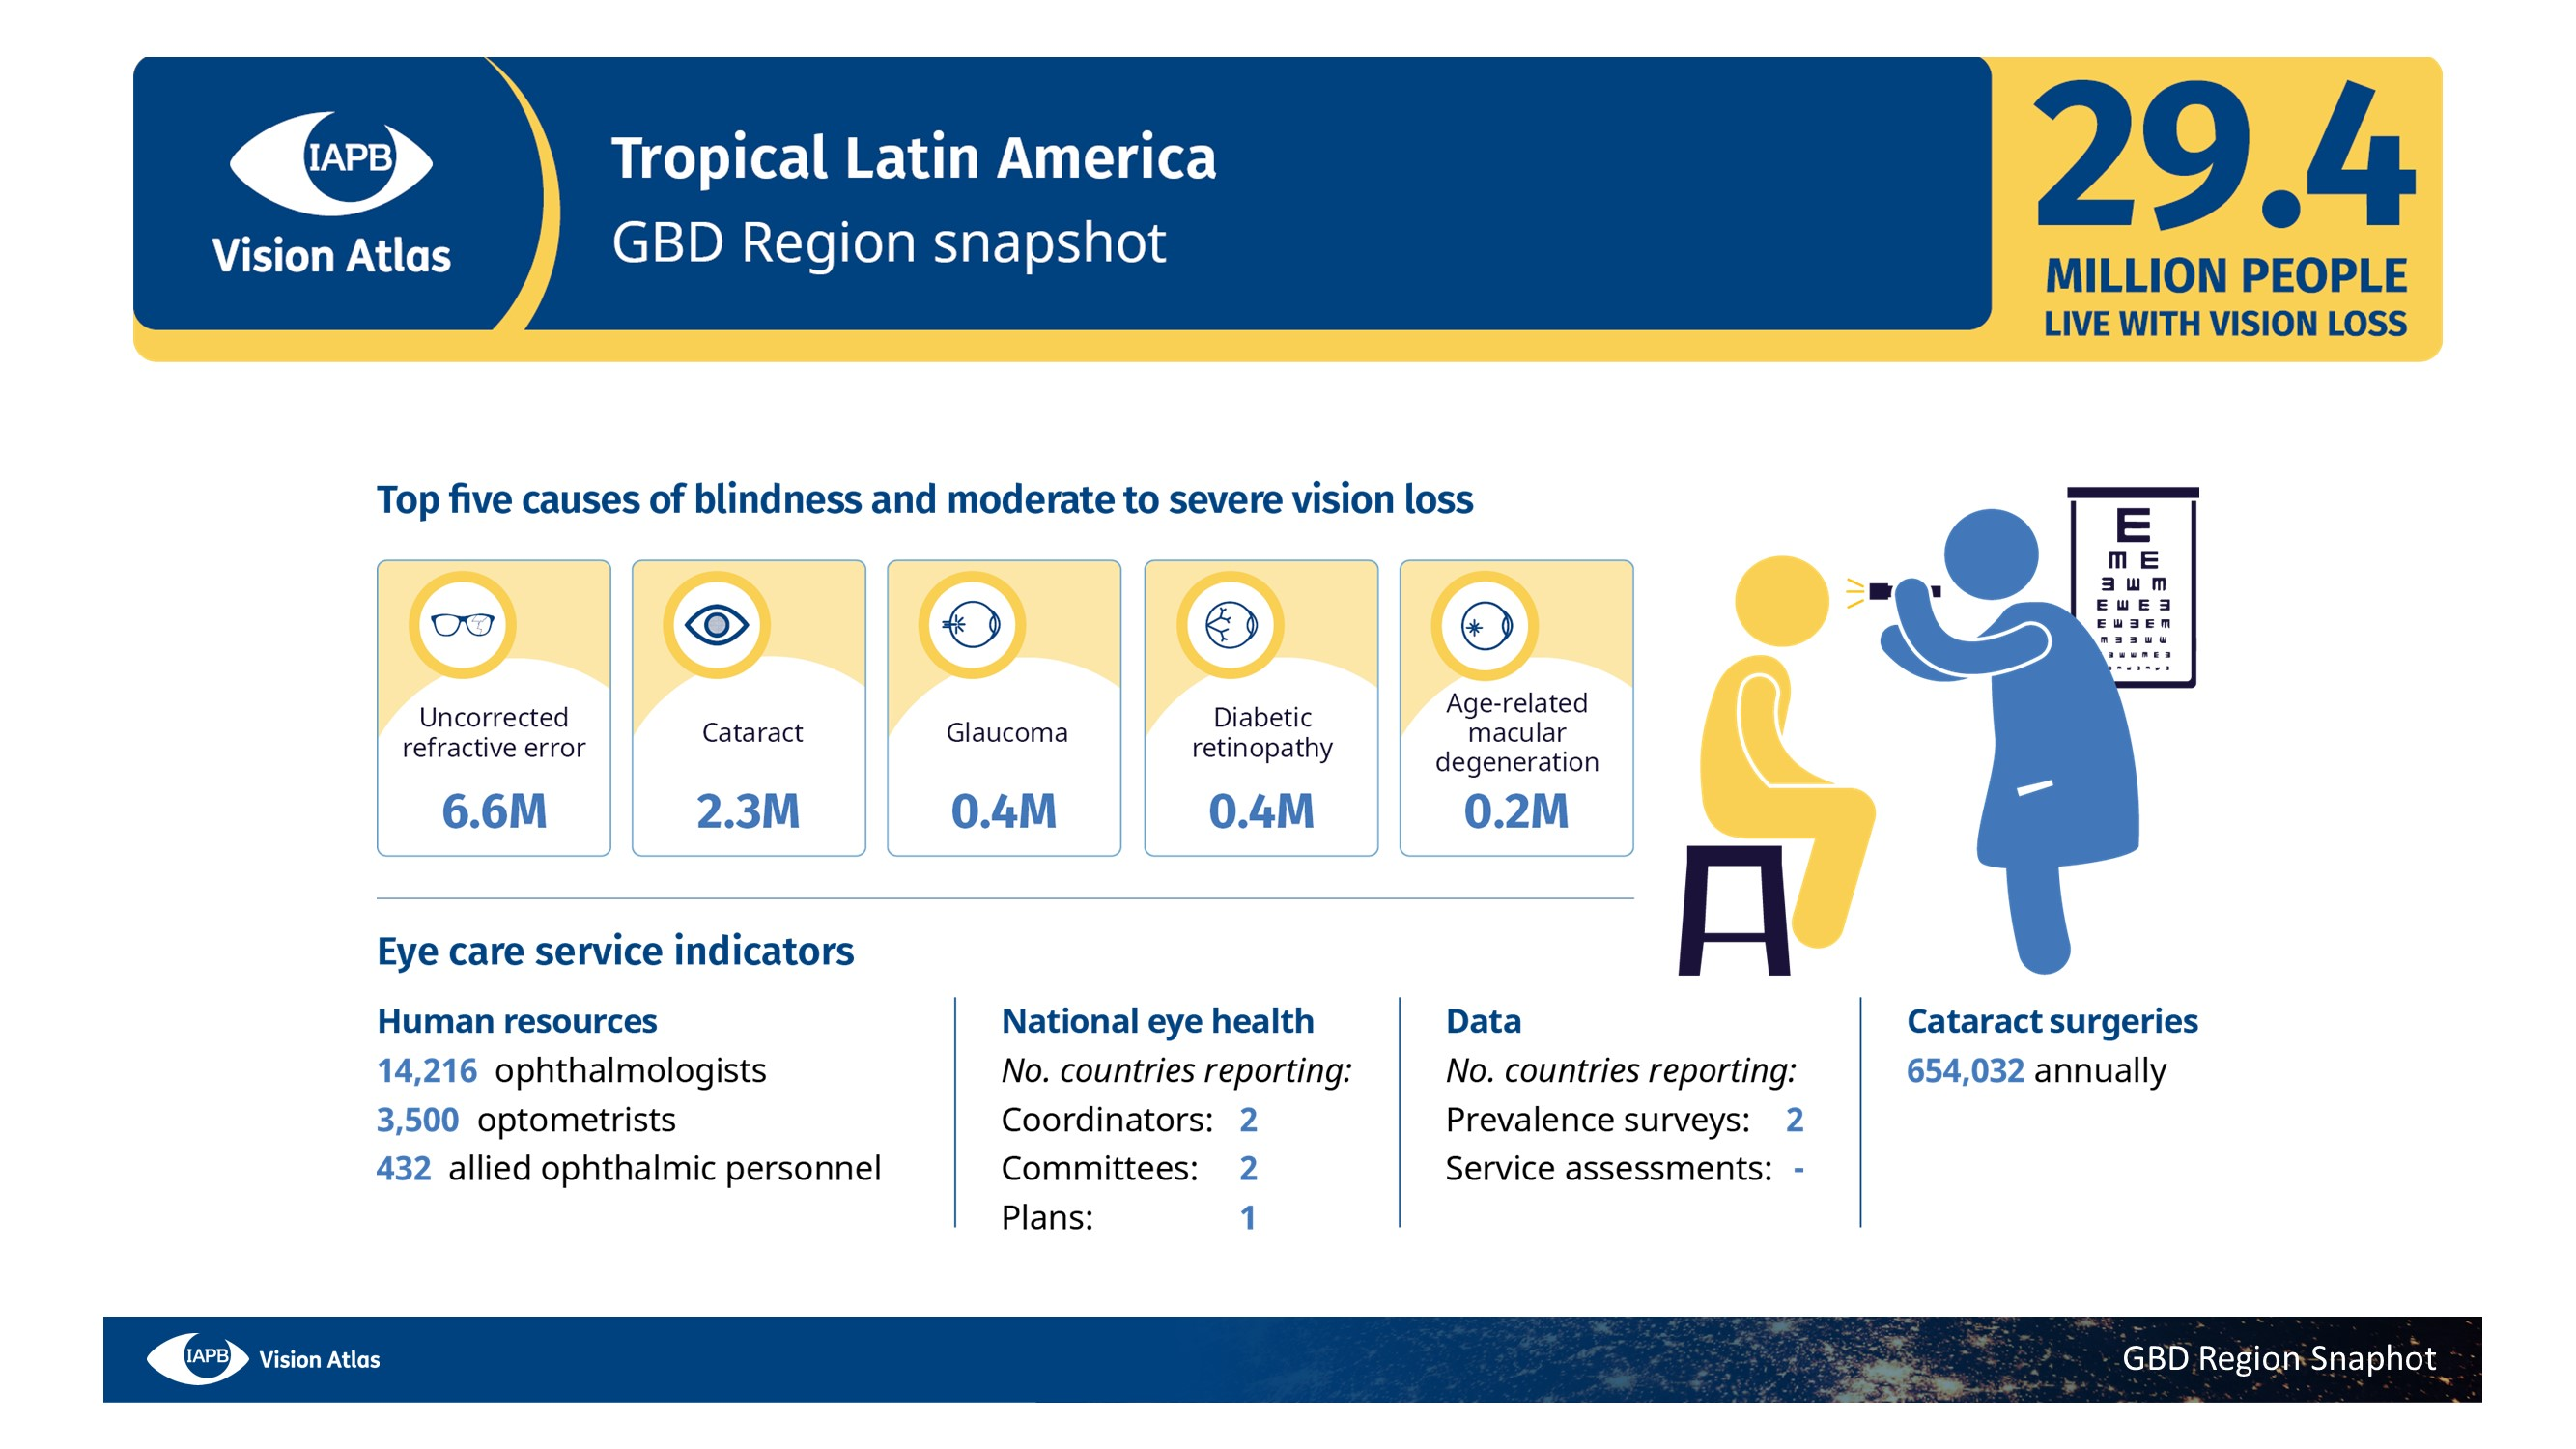 IAPB
Vision Atlas
Tropical Latin America
GBD Region snapshot
29.4
MILLION PEOPLE
LIVE WITH VISION LOSS
Top five causes of blindness and moderate to severe vision loss
Uncorrected
refractive error
6.6M
Cataract
2.3M
Glaucoma
0.4M
Diabetic
retinopathy
0.4M
Age-related
macular
degeneration
0.2M
E
Eye care service indicators
Human resources
14,216 ophthalmologists
3,500 optometrists
432 allied ophthalmic personnel
National eye health
No. countries reporting:
Coordinators: 2
Committees: 2
Plans: 1
Data
No. countries reporting:
Prevalence surveys: 2
Service assessments: -
Cataract surgeries
654,032 annually
IAPB Vision Atlas
GBD Region Snaphot